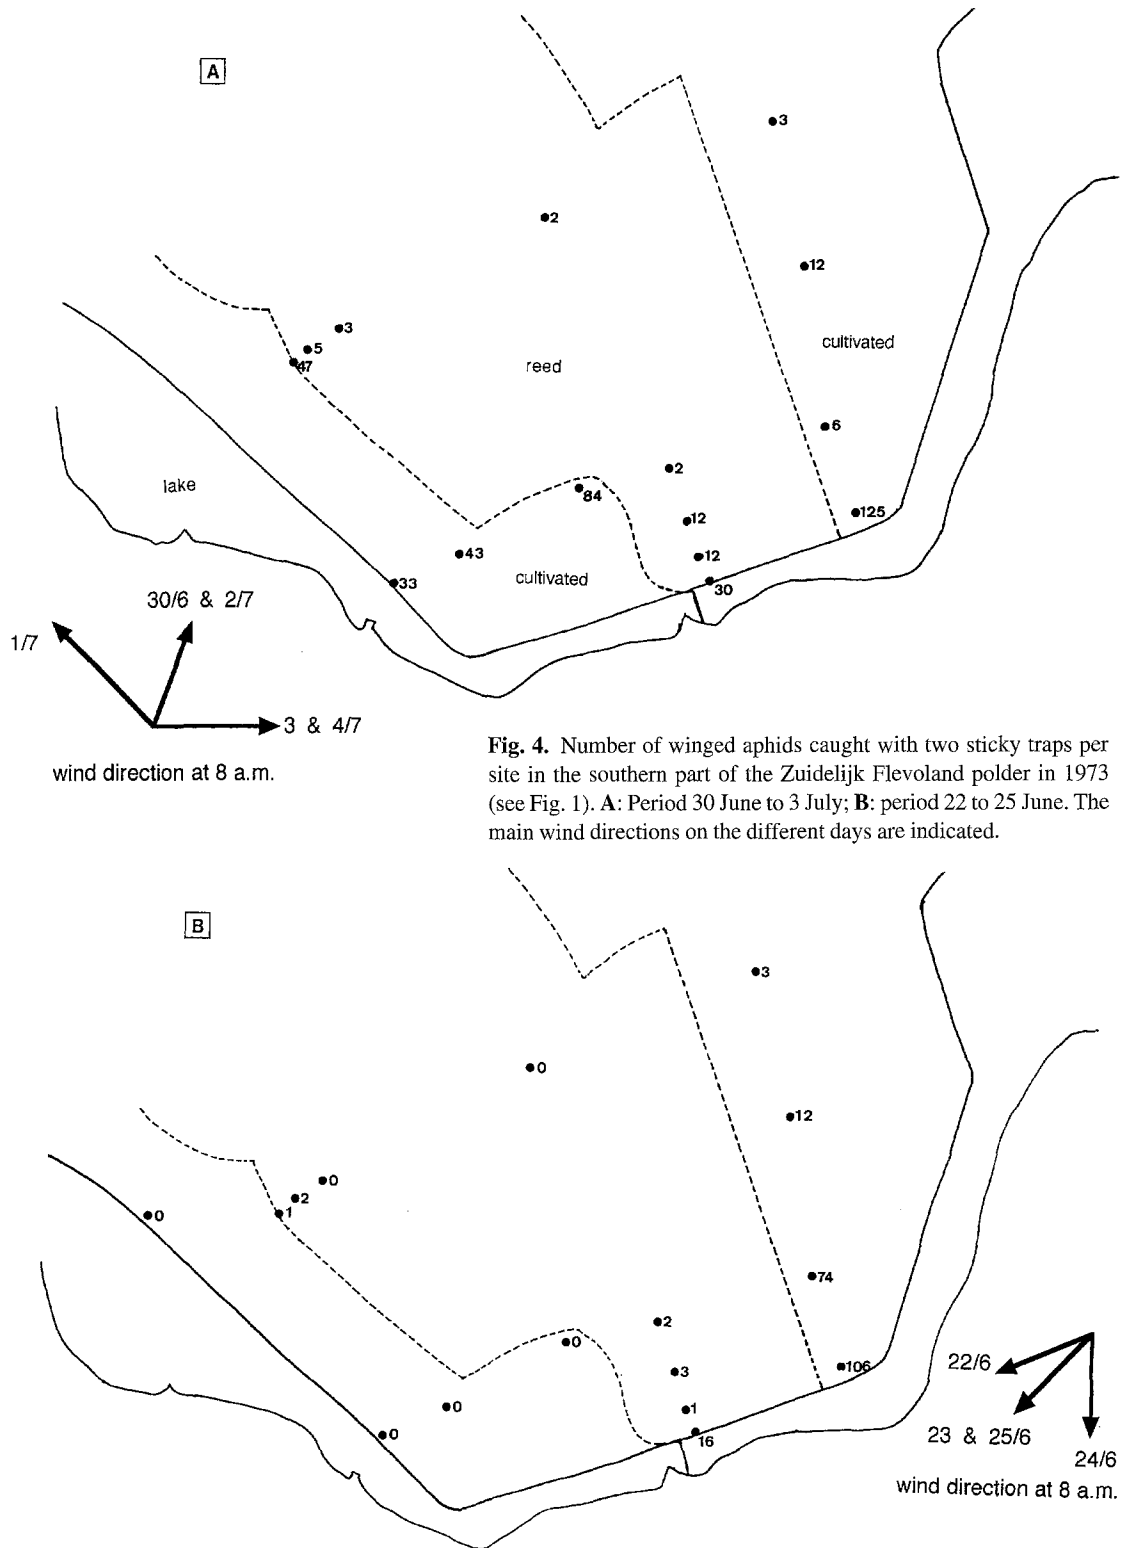 A
3
2
12
3
cultivated
5
47
reed
6
2
lake
84
125
12
43
12
cultivated
33
30
30/6 & 2/7
1/7
3 & 4/7
wind direction at 8 a.m.
Fig. 4. Number of winged aphids caught with two sticky traps per
site in the southern part of the Zuidelijk Flevoland polder in 1973
(see Fig. 1). A: Period 30 June to 3 July; B: period 22 to 25 June. The
main wind directions on the different days are indicated.
B
3
0
12
0
2
0
1
74
2
0
106
22/6
3
0
1
23 & 25/6
0
16
24/6
wind direction at 8 a.m.